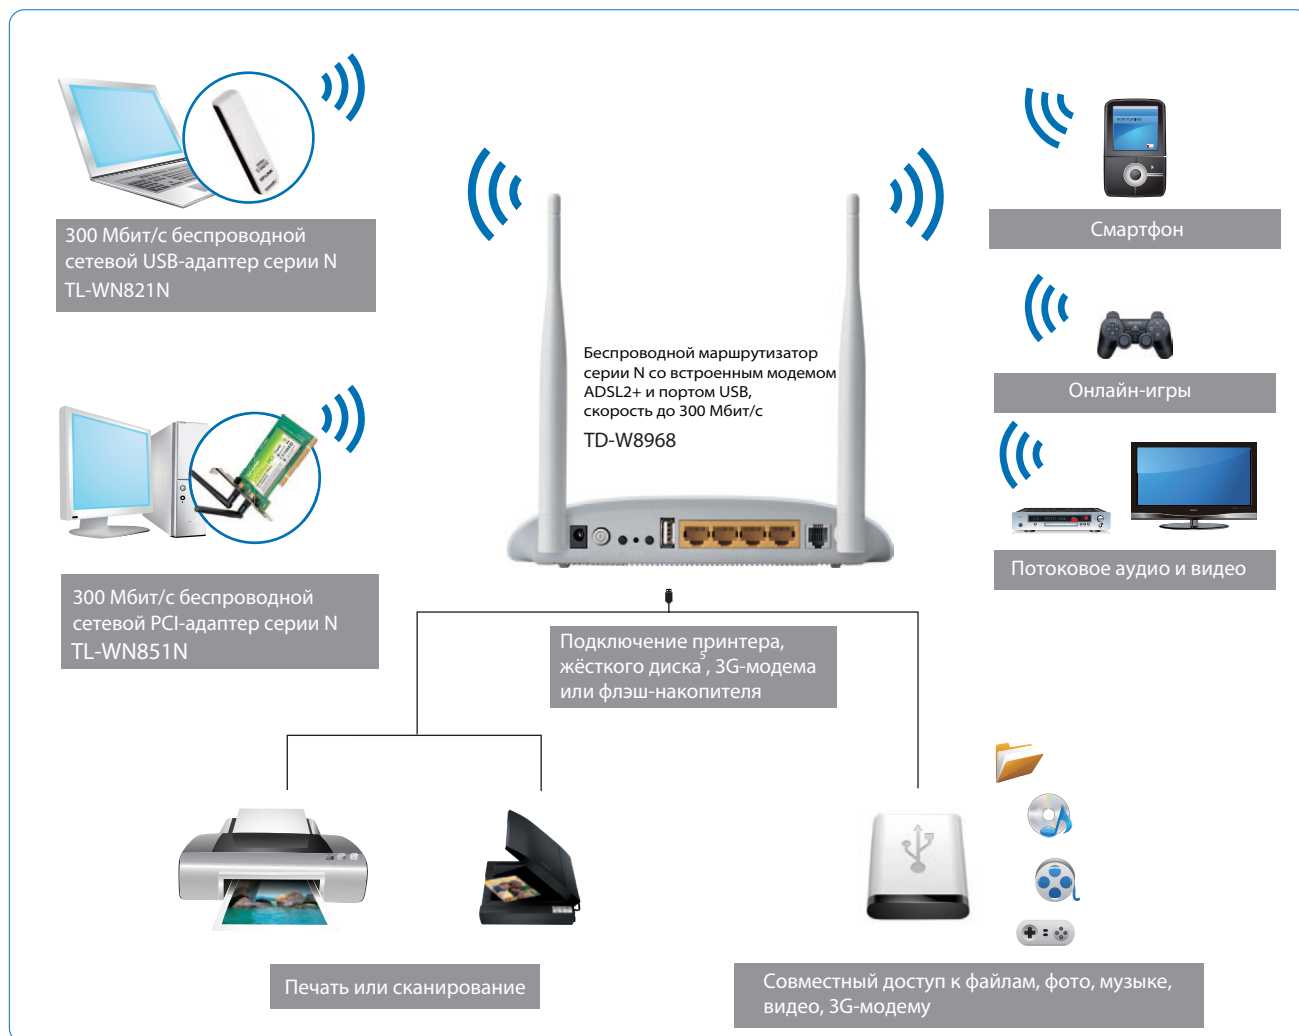 300 Мбит/с беспроводной
сетевой USB-адаптер серии N
TL-WN821N
Смартфон
Беспроводной маршрутизатор
серии N со встроенным модемом
ADSL2+ и портом USB,
скорость до 300 Мбит/с
TD-W8968
Онлайн-игры
Потоковое аудио и видео
300 Мбит/с беспроводной
сетевой PCI-адаптер серии N
TL-WN851N
Подключение принтера,
жёсткого диска⁵, 3G-модема
или флэш-накопителя
Печать или сканирование
Совместный доступ к файлам, фото, музыке,
видео, 3G-модему